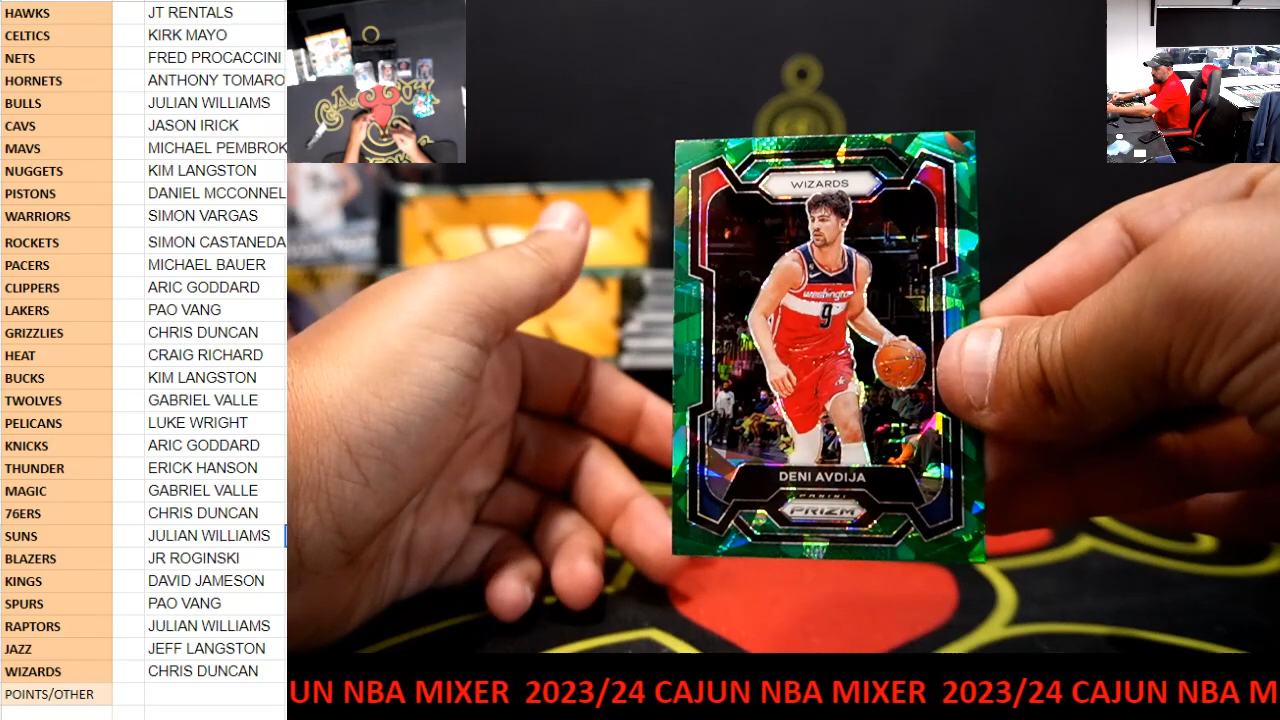 HAWKS JT RENTALS
CELTICS KIRK MAYO
NETS FRED PROCACCINI
HORNETS ANTHONY TOMARO
BULLS JULIAN WILLIAMS
CAVS JASON IRICK
MAVS MICHAEL PEMBROK
NUGGETS KIM LANGSTON
PISTONS DANIEL MCCONNEL
WARRIORS SIMON VARGAS
ROCKETS SIMON CASTANEDA
PACERS MICHAEL BAUER
CLIPPERS ARIC GODDARD
LAKERS PAO VANG
GRIZZLIES CHRIS DUNCAN
HEAT CRAIG RICHARD
BUCKS KIM LANGSTON
TWOLVES GABRIEL VALLE
PELICANS LUKE WRIGHT
KNICKS ARIC GODDARD
THUNDER ERICK HANSON
MAGIC GABRIEL VALLE
76ERS CHRIS DUNCAN
SUNS JULIAN WILLIAMS
BLAZERS JR ROGINSKI
KINGS DAVID JAMESON
SPURS PAO VANG
RAPTORS JULIAN WILLIAMS
JAZZ JEFF LANGSTON
WIZARDS CHRIS DUNCAN
POINTS/OTHER
WIZARDS
washington
9
DENI AVDIJA
PANINI
PRIZM
UN NBA MIXER 2023/24 CAJUN NBA MIXER 2023/24 CAJUN NBA M